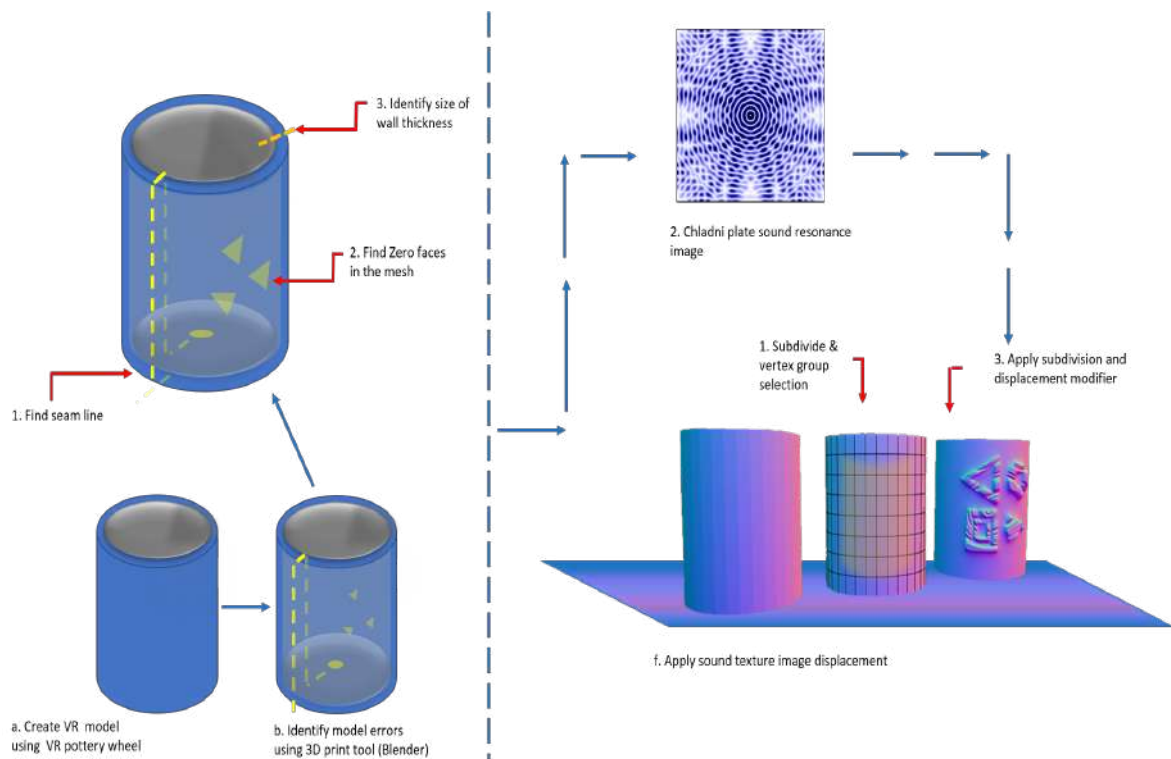 3. Identify size of
wall thickness
2. Find Zero faces
in the mesh
1. Find seam line
a. Create VR model
using VR pottery wheel
b. Identify model errors
using 3D print tool (Blender)
2. Chladni plate sound resonance
image
1. Subdivide &
vertex group
selection
3. Apply subdivision and
displacement modifier
f. Apply sound texture image displacement